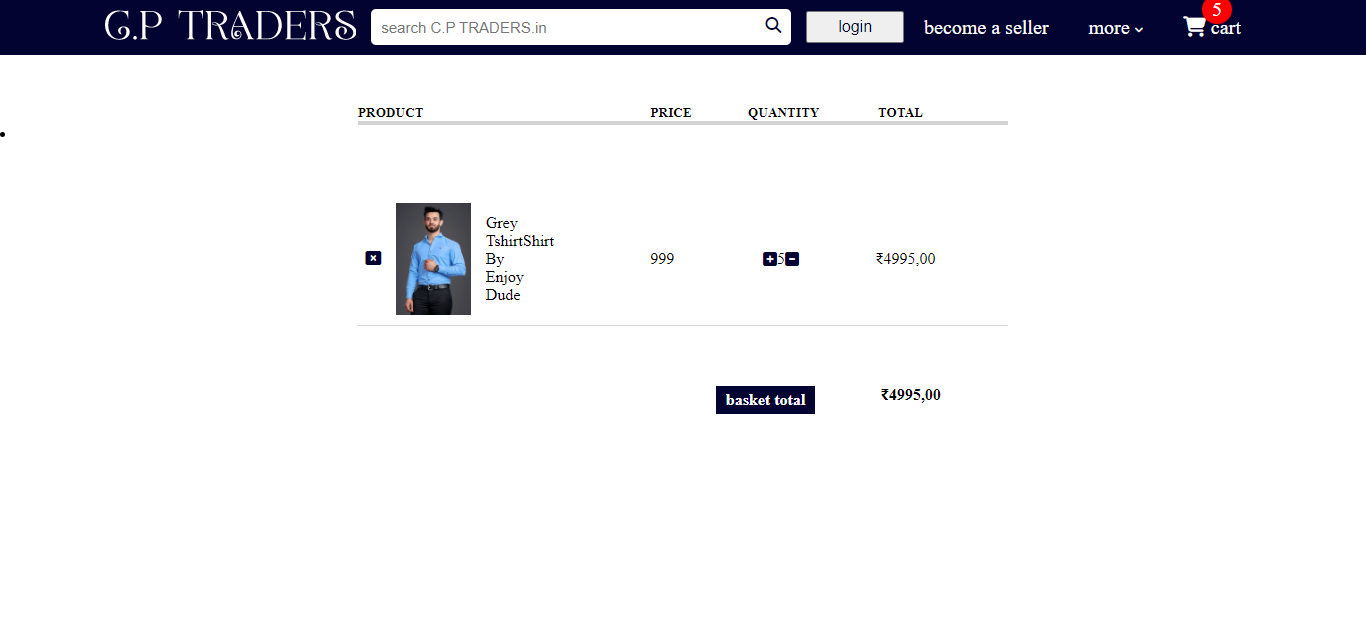 G.P TRADERS
search C.P TRADERS.in
login
become a seller
more
5
cart
PRODUCT PRICE QUANTITY TOTAL
Grey
TshirtShirt
By
Enjoy
Dude
999
5
₹4995,00
basket total
₹4995,00